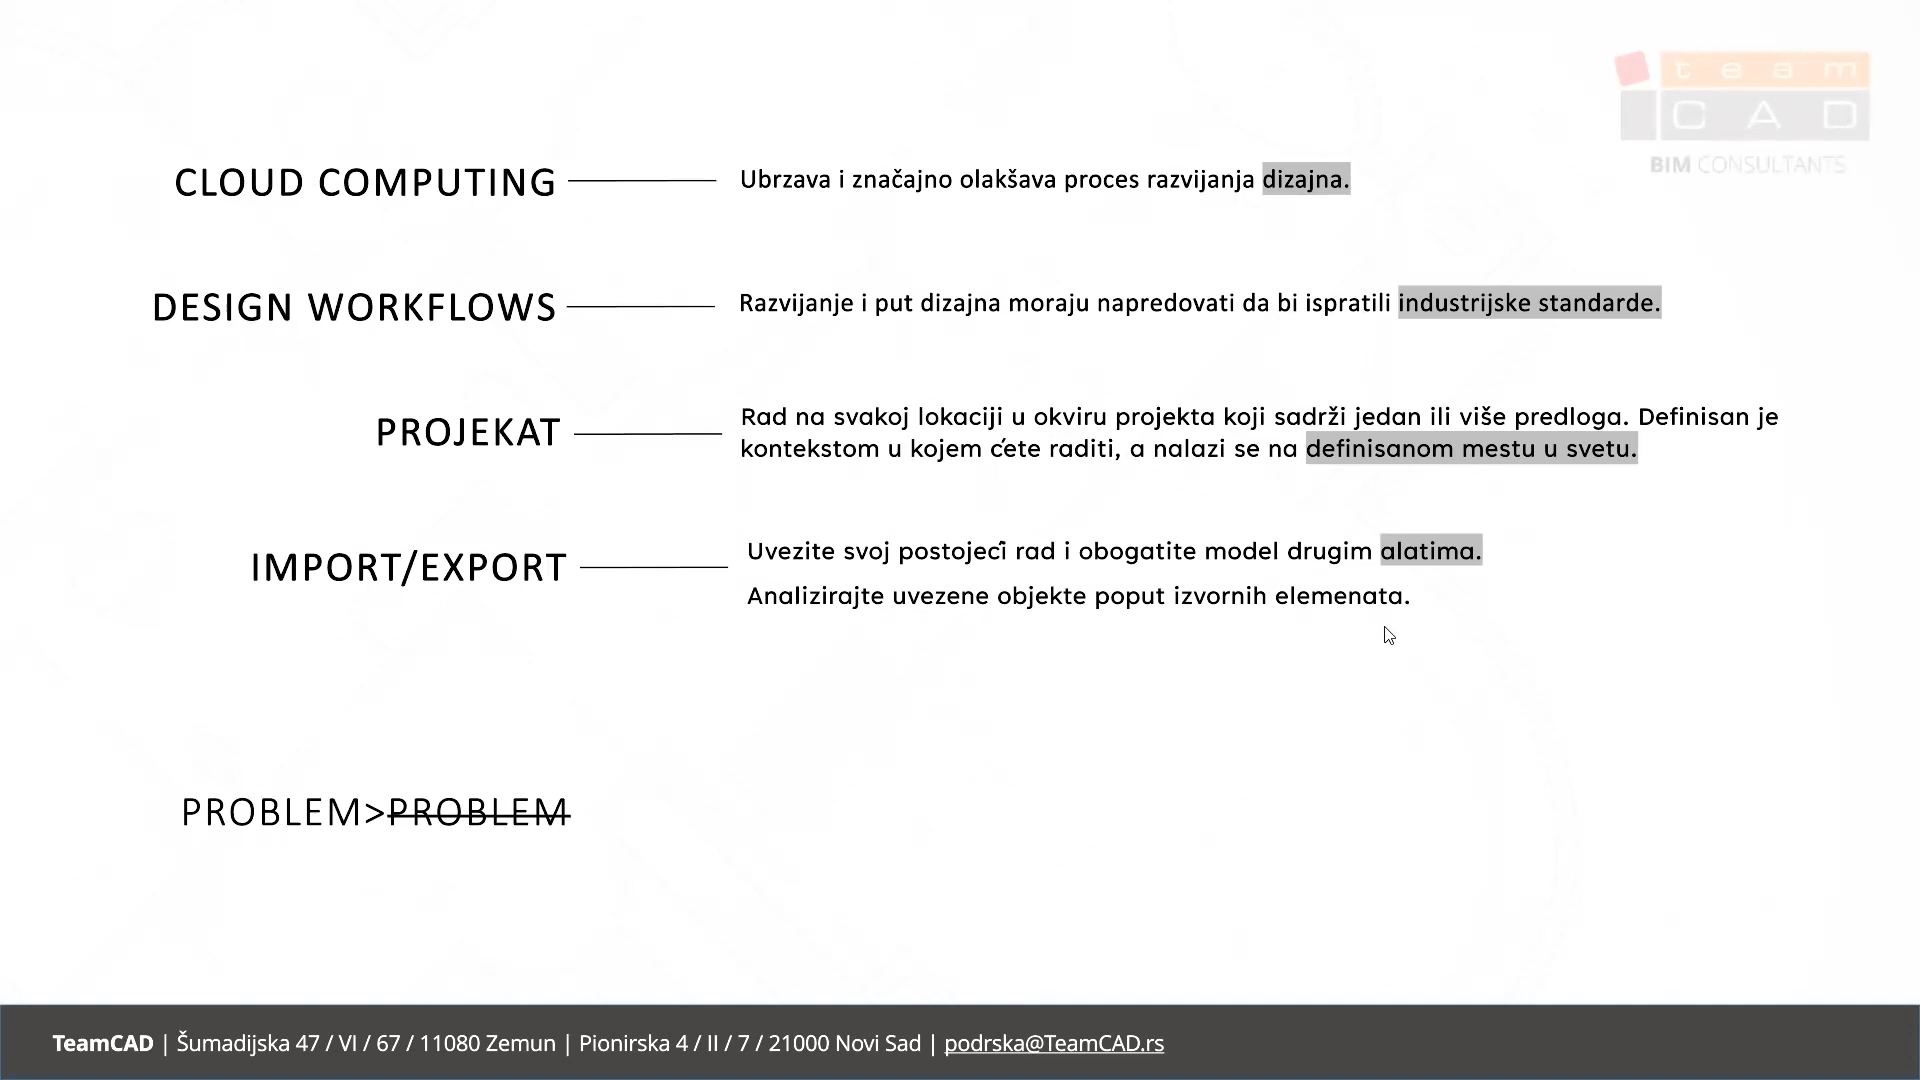 team
CAD
BIM CONSULTANTS
CLOUD COMPUTING
Ubrzava i značajno olakšava proces razvijanja dizajna.
DESIGN WORKFLOWS
Razvijanje i put dizajna moraju napredovati da bi ispratili industrijske standarde.
PROJEKAT
Rad na svakoj lokaciji u okviru projekta koji sadrži jedan ili više predloga. Definisan je
kontekstom u kojem ćete raditi, a nalazi se na definisanom mestu u svetu.
IMPORT/EXPORT
Uvezite svoj postojeći rad i obogatite model drugim alatima.
Analizirajte uvezene objekte poput izvornih elemenata.
PROBLEM>PROBLEM
TeamCAD | Šumadijska 47 / VI / 67 / 11080 Zemun | Pionirska 4 / II / 7 / 21000 Novi Sad | podrska@TeamCAD.rs